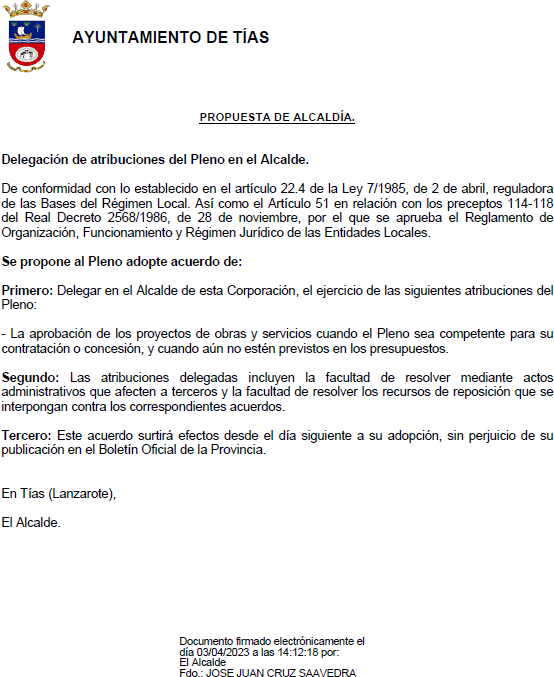 AYUNTAMIENTO DE TÍAS
PROPUESTA DE ALCALDÍA.
Delegación de atribuciones del Pleno en el Alcalde.
De conformidad con lo establecido en el artículo 22.4 de la Ley 7/1985, de 2 de abril, reguladora
de las Bases del Régimen Local. Así como el Artículo 51 en relación con los preceptos 114-118
del Real Decreto 2568/1986, de 28 de noviembre, por el que se aprueba el Reglamento de
Organización, Funcionamiento y Régimen Jurídico de las Entidades Locales.
Se propone al Pleno adopte acuerdo de:
Primero: Delegar en el Alcalde de esta Corporación, el ejercicio de las siguientes atribuciones del
Pleno:
- La aprobación de los proyectos de obras y servicios cuando el Pleno sea competente para su
contratación o concesión, y cuando aún no estén previstos en los presupuestos.
Segundo: Las atribuciones delegadas incluyen la facultad de resolver mediante actos
administrativos que afecten a terceros y la facultad de resolver los recursos de reposición que se
interpongan contra los correspondientes acuerdos.
Tercero: Este acuerdo surtirá efectos desde el día siguiente a su adopción, sin perjuicio de su
publicación en el Boletín Oficial de la Provincia.
En Tías (Lanzarote),
El Alcalde.
Documento firmado electrónicamente el
día 03/04/2023 a las 14:12:18 por:
El Alcalde
Fdo.: JOSE JUAN CRUZ SAAVEDRA